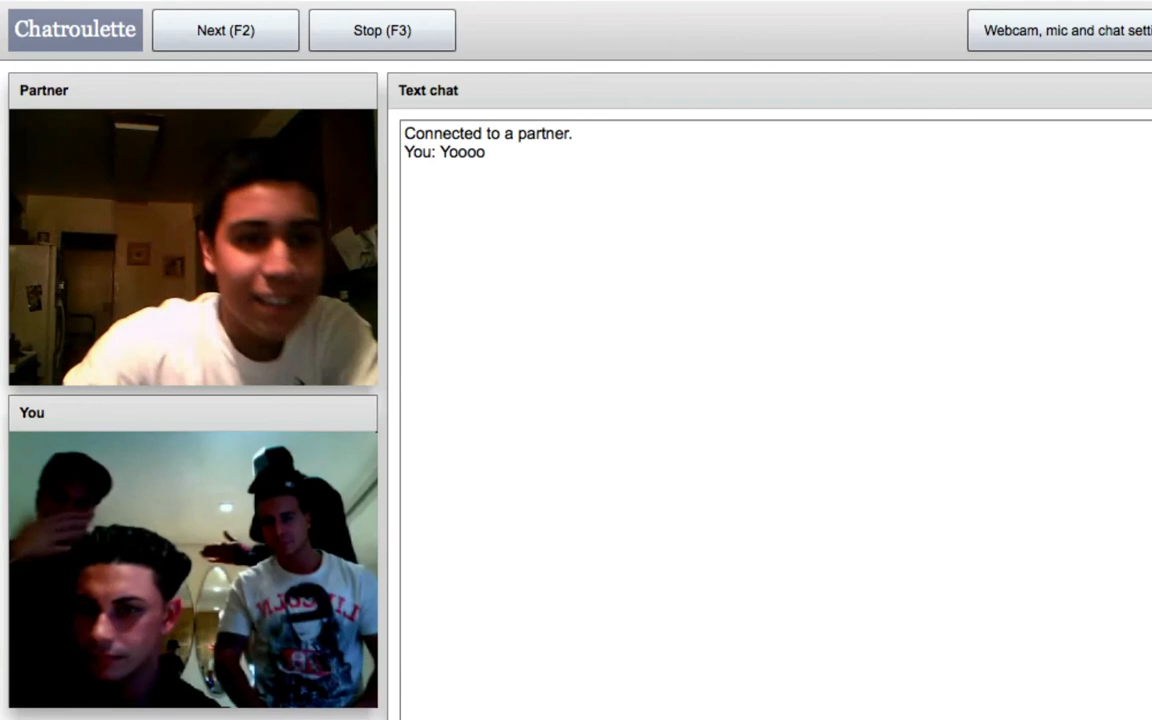 Chatroulette
Next (F2)
Stop (F3)
Webcam, mic and chat setti
Partner
Text chat
Connected to a partner.
You: Yoooo
You